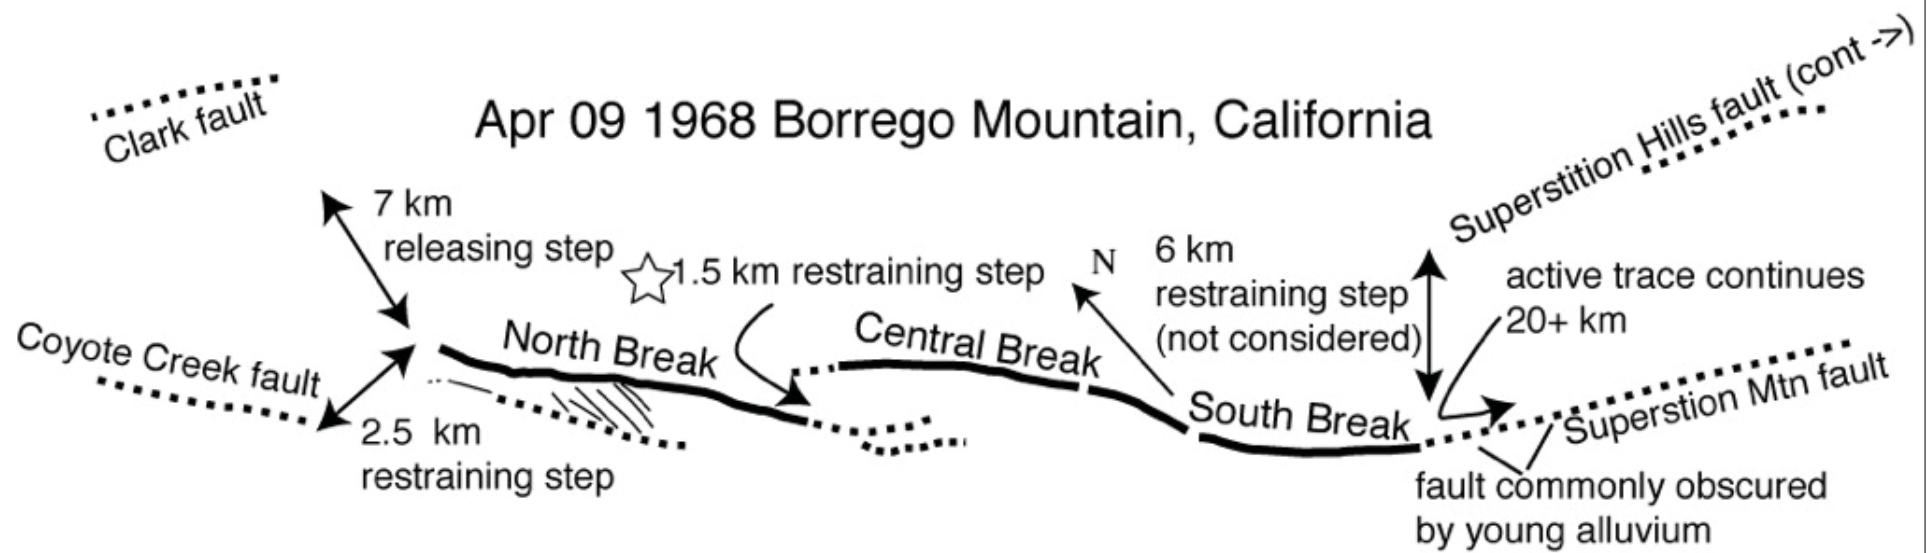 Clark fault
Apr 09 1968 Borrego Mountain, California
Superstition Hills fault (cont ->)
7 km
releasing step
1.5 km restraining step
N
6 km
restraining step
(not considered)
active trace continues
20+ km
Coyote Creek fault
North Break
Central Break
South Break
Superstion Mtn fault
2.5 km
restraining step
fault commonly obscured
by young alluvium